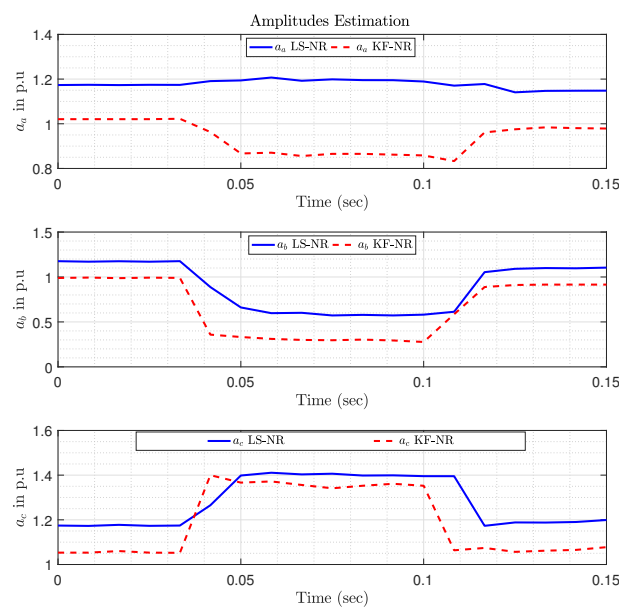 Amplitudes Estimation
1.4
a_a LS-NR a_a KF-NR
1.2
1
0.8
a_a in p.u
0 0.05 0.1 0.15
Time (sec)
1.5
a_b LS-NR a_b KF-NR
1
0.5
0
a_b in p.u
0 0.05 0.1 0.15
Time (sec)
1.6
a_c LS-NR a_c KF-NR
1.4
1.2
1
a_c in p.u
0 0.05 0.1 0.15
Time (sec)